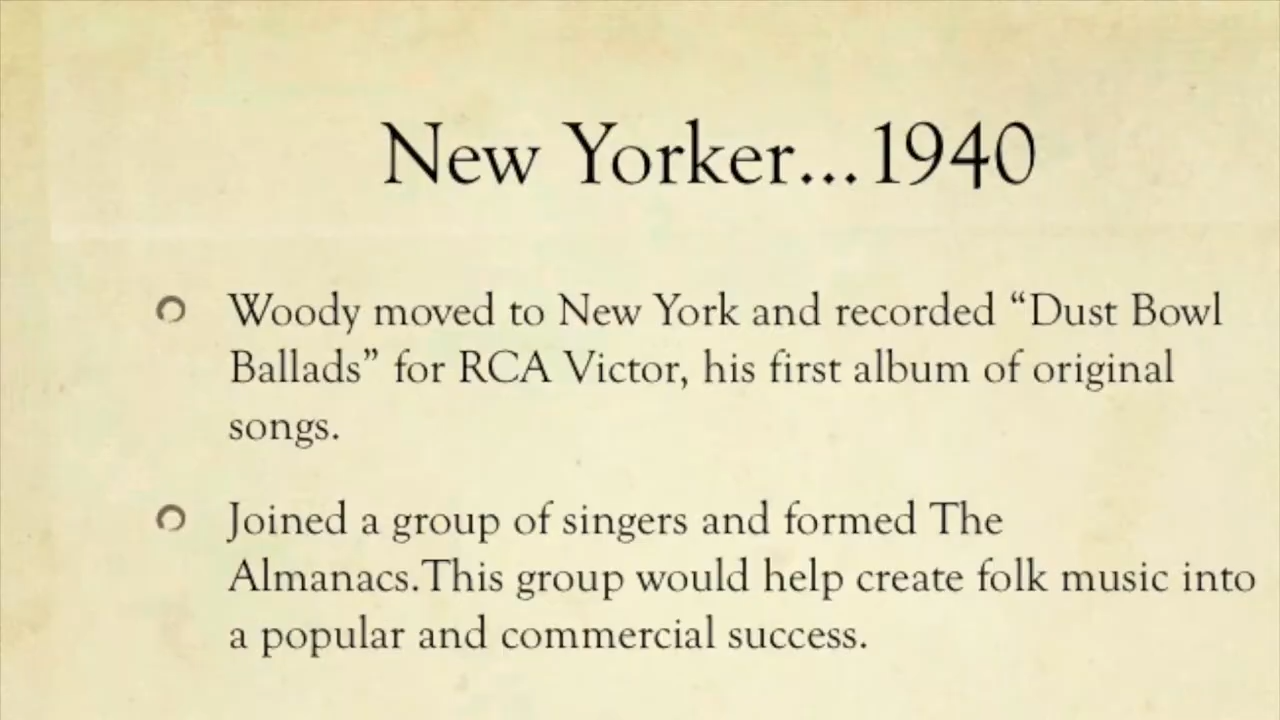 New Yorker...1940
Woody moved to New York and recorded “Dust Bowl
Ballads” for RCA Victor, his first album of original
songs.
Joined a group of singers and formed The
Almanacs.This group would help create folk music into
a popular and commercial success.